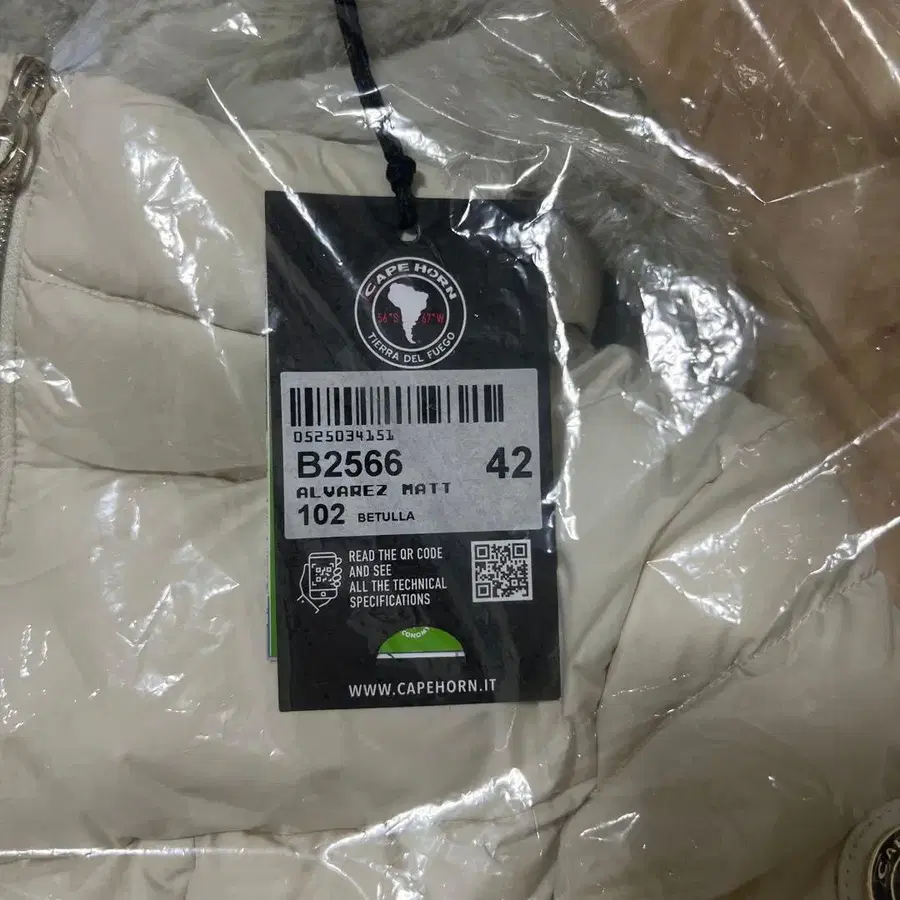 CAPE HORN
56°S 67°W
TIERRA DEL FUEGO
0525034151
B2566 42
ALVAREZ MATT
102 BETULLA
READ THE QR CODE
AND SEE
ALL THE TECHNICAL
SPECIFICATIONS
WWW.CAPEHORN.IT